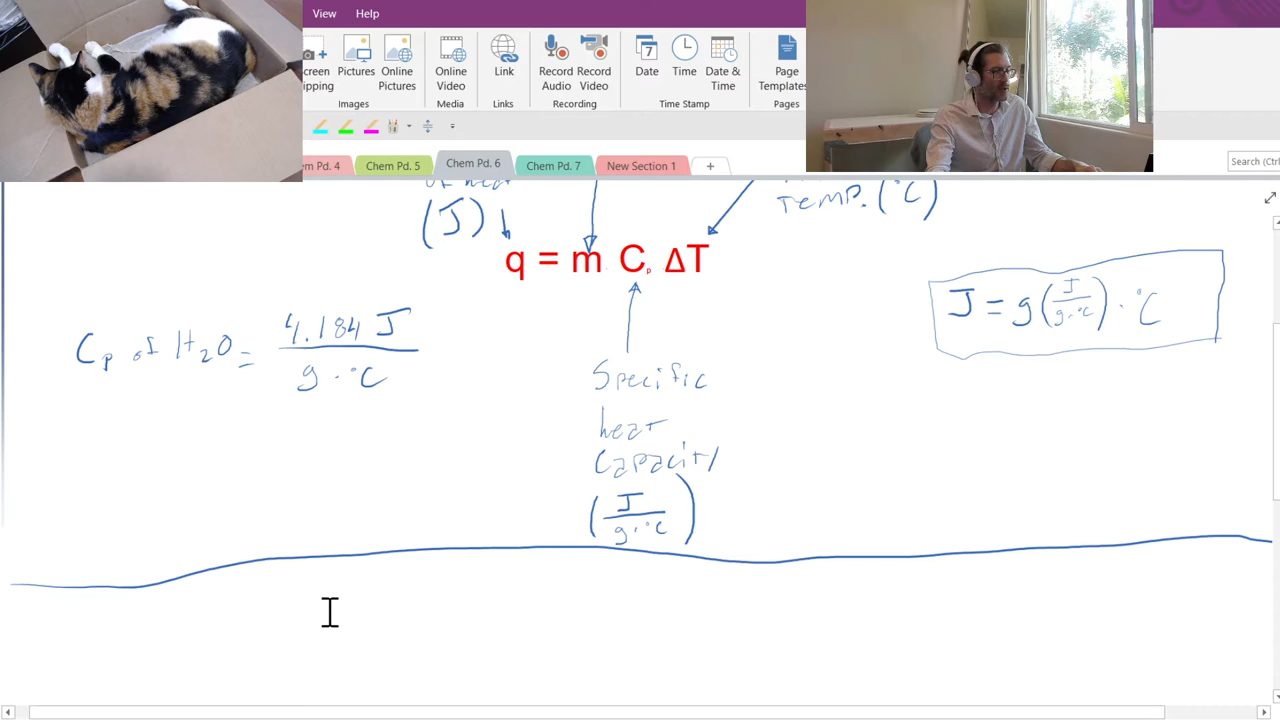 View Help
Screen Clipping
Pictures
Online Pictures
Online Video
Link
Record Audio
Record Video
Date
Time
Date & Time
Page Templates
Images
Media
Links
Recording
Time Stamp
Pages
Pd. 4
Chem Pd. 5
Chem Pd. 6
Chem Pd. 7
New Section 1
+
Search (Ctrl
of heat
(J)
Temp. (°C)
q = m Cp ΔT
J = g (J / g·°C) · °C
Cp of H2O = 4.184 J / g·°C
Specific
heat
Capacity
(J / g·°C)